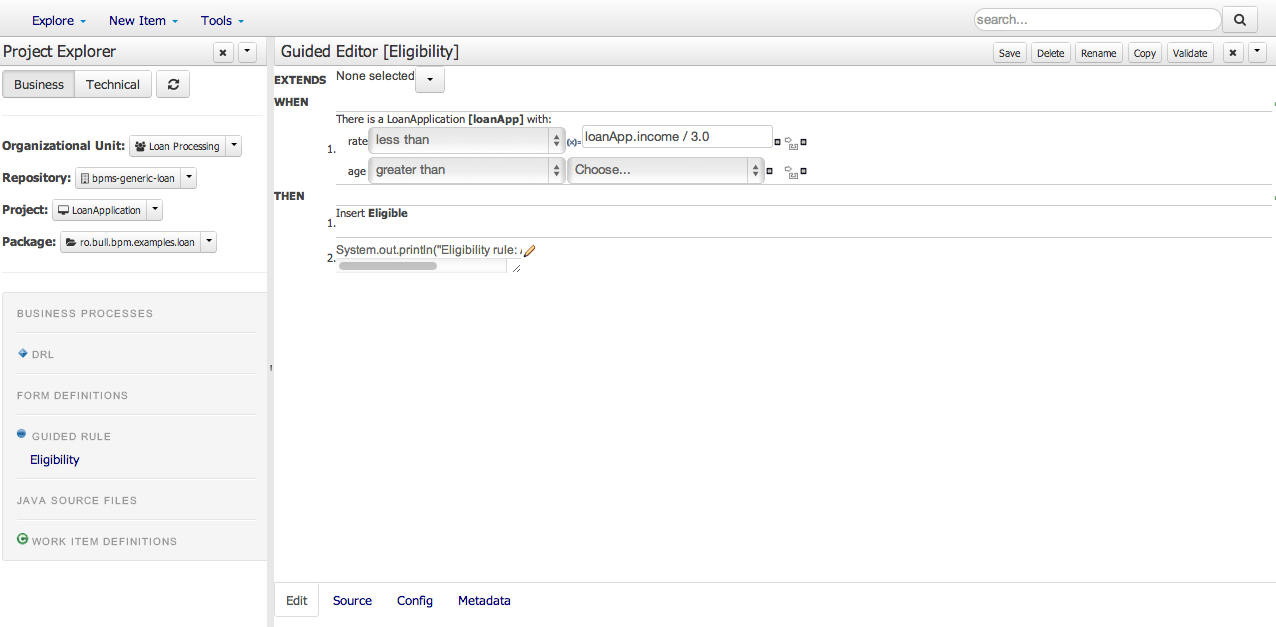 Explore New Item Tools search...
Project Explorer
Business Technical
Organizational Unit: Loan Processing
Repository: bpms-generic-loan
Project: LoanApplication
Package: ro.bull.bpm.examples.loan
BUSINESS PROCESSES
DRL
FORM DEFINITIONS
GUIDED RULE
Eligibility
JAVA SOURCE FILES
WORK ITEM DEFINITIONS
Guided Editor [Eligibility] Save Delete Rename Copy Validate
EXTENDS None selected
WHEN
There is a LoanApplication [loanApp] with:
1.
rate less than (x)= loanApp.income / 3.0
age greater than Choose...
THEN
Insert Eligible
1.
System.out.println("Eligibility rule:
2.
Edit Source Config Metadata